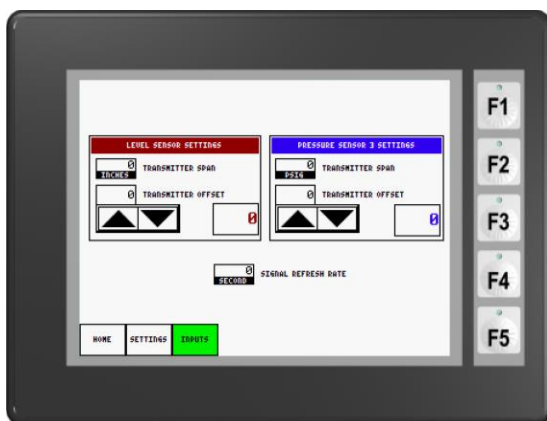 LEVEL SENSOR SETTINGS
0
INCHES
TRANSMITTER SPAN
0
TRANSMITTER OFFSET
0
PRESSURE SENSOR 3 SETTINGS
0
PSIG
TRANSMITTER SPAN
0
TRANSMITTER OFFSET
0
0
SECOND
SIGNAL REFRESH RATE
HOME
SETTINGS
INPUTS
F1
F2
F3
F4
F5